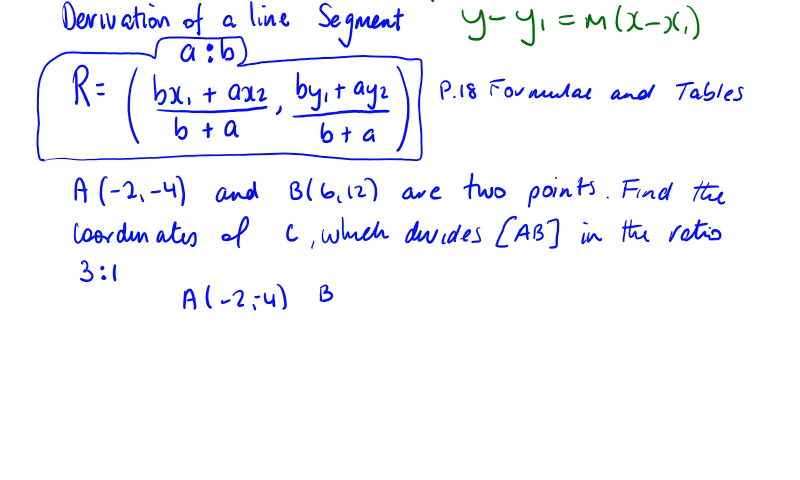 Derivation of a line Segment y-y₁ = m(x-x₁)
a:b
R = ( bx₁ + ax₂ / b + a , by₁ + ay₂ / b + a ) P.18 Formulae and Tables
A(-2,-4) and B(6,12) are two points. Find the
coordinates of C, which divides [AB] in the ratio
3:1
A(-2,-4) B